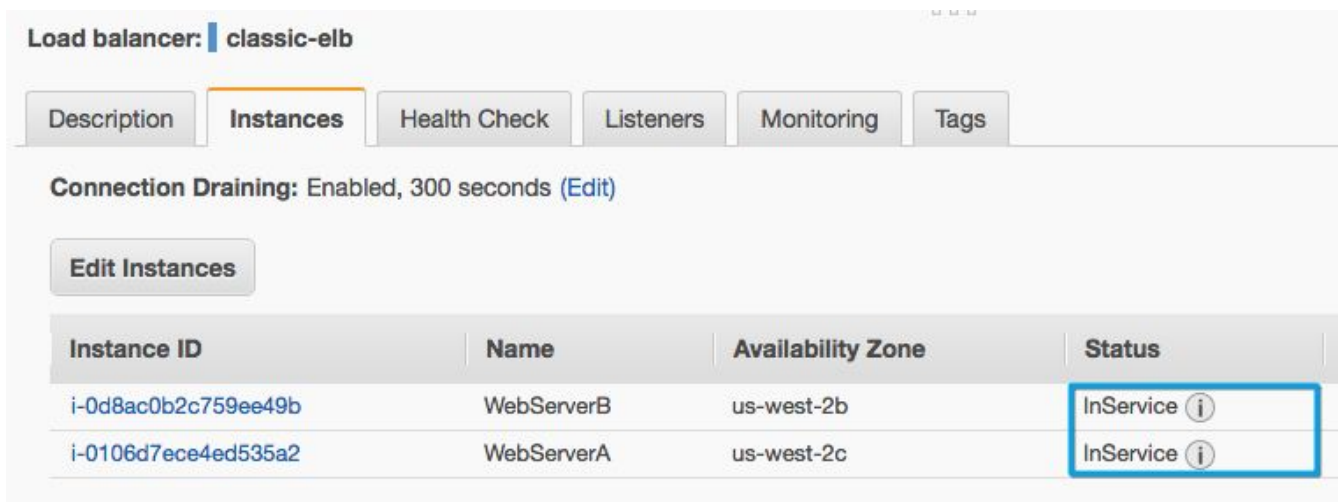 Load balancer: classic-elb
Description Instances Health Check Listeners Monitoring Tags
Connection Draining: Enabled, 300 seconds (Edit)
Edit Instances
Instance ID Name Availability Zone Status
i-0d8ac0b2c759ee49b WebServerB us-west-2b InService i
i-0106d7ece4ed535a2 WebServerA us-west-2c InService i